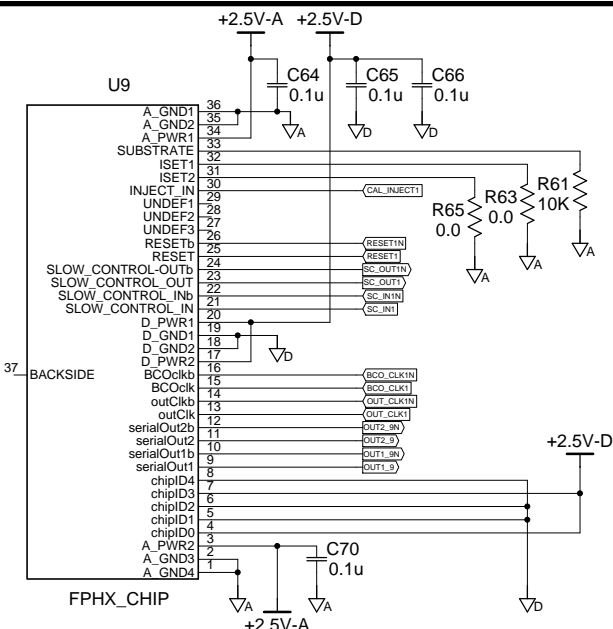 +2.5V-A +2.5V-D
U9
C64
0.1u
C65
0.1u
C66
0.1u
A
D
D
A_GND1 36
A_GND2 35
A_PWR1 34
SUBSTRATE 33
ISET1 32
ISET2 31
INJECT_IN 30 CAL_INJECT1
UNDEF1 29
UNDEF2 28
UNDEF3 27
RESETb 26 RESET1N
RESET 25 RESET1
SLOW_CONTROL-OUTb 24 SC_OUT1N
SLOW_CONTROL_OUT 23 SC_OUT1
SLOW_CONTROL_INb 22 SC_IN1N
SLOW_CONTROL_IN 21 SC_IN1
D_PWR1 20
D_GND1 19
D_GND2 18
D_PWR2 17
BCOclkb 16 BCO_CLK1N
BCOclk 15 BCO_CLK1
outClkb 14 OUT_CLK1N
outClk 13 OUT_CLK1
serialOut2b 12 OUT2_9N
serialOut2 11 OUT2_9
serialOut1b 10 OUT1_9N
serialOut1 9 OUT1_9
chipID4 8
chipID3 7
chipID2 6
chipID1 5
chipID0 4
A_PWR2 3
A_GND3 2
A_GND4 1
37 BACKSIDE
R65
0.0
R63
0.0
R61
10K
A
A
A
D
+2.5V-D
C70
0.1u
FPHX_CHIP
A
A
D
+2.5V-A